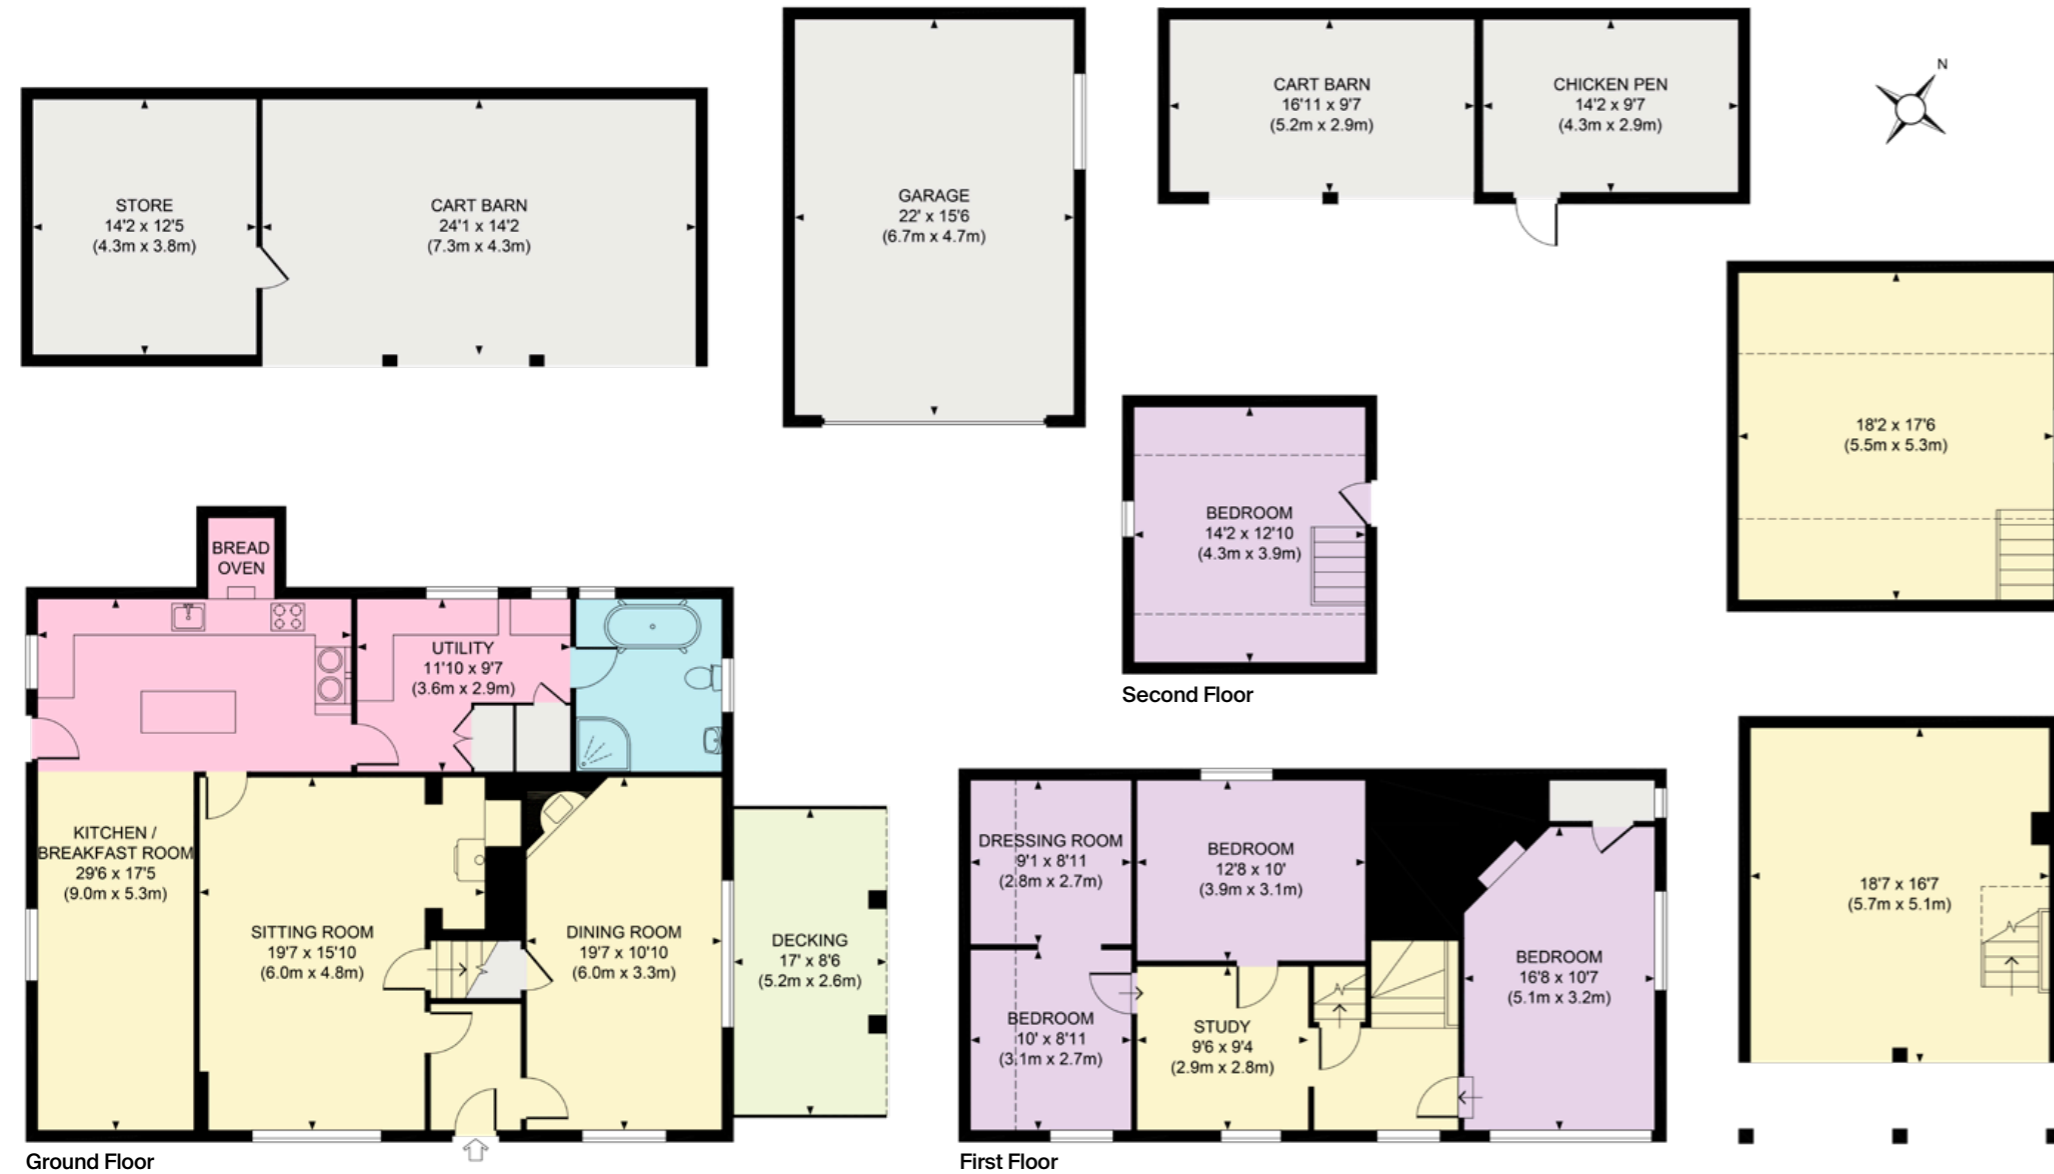 STORE
14'2 x 12'5
(4.3m x 3.8m)
CART BARN
24'1 x 14'2
(7.3m x 4.3m)
GARAGE
22' x 15'6
(6.7m x 4.7m)
CART BARN
16'11 x 9'7
(5.2m x 2.9m)
CHICKEN PEN
14'2 x 9'7
(4.3m x 2.9m)
N
18'2 x 17'6
(5.5m x 5.3m)
BEDROOM
14'2 x 12'10
(4.3m x 3.9m)
Second Floor
BREAD
OVEN
UTILITY
11'10 x 9'7
(3.6m x 2.9m)
KITCHEN /
BREAKFAST ROOM
29'6 x 17'5
(9.0m x 5.3m)
SITTING ROOM
19'7 x 15'10
(6.0m x 4.8m)
DINING ROOM
19'7 x 10'10
(6.0m x 3.3m)
DECKING
17' x 8'6
(5.2m x 2.6m)
Ground Floor
DRESSING ROOM
9'1 x 8'11
(2.8m x 2.7m)
BEDROOM
12'8 x 10'
(3.9m x 3.1m)
BEDROOM
10' x 8'11
(3.1m x 2.7m)
STUDY
9'6 x 9'4
(2.9m x 2.8m)
BEDROOM
16'8 x 10'7
(5.1m x 3.2m)
First Floor
18'7 x 16'7
(5.7m x 5.1m)